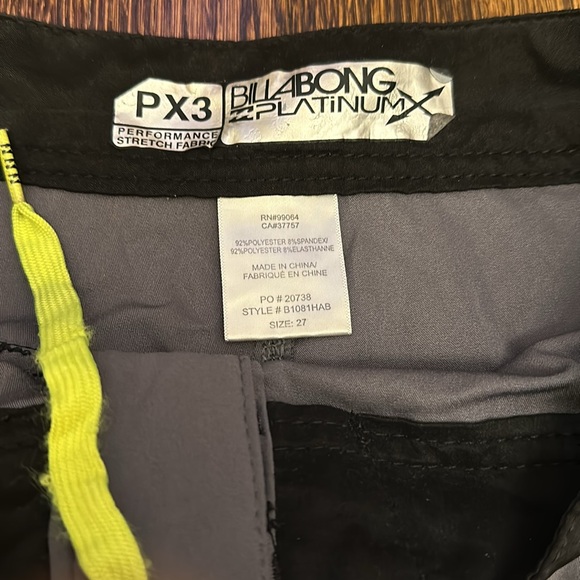 PX3
PERFORMANCE
STRETCH FABRIC
BILLABONG
PLATINUMX
RN#99064
CA#37757
92%POLYESTER 8%SPANDEX/
92%POLYESTER 8%ELASTHANNE
MADE IN CHINA/
FABRIQUÉ EN CHINE
PO # 20738
STYLE # B1081HAB
SIZE: 27